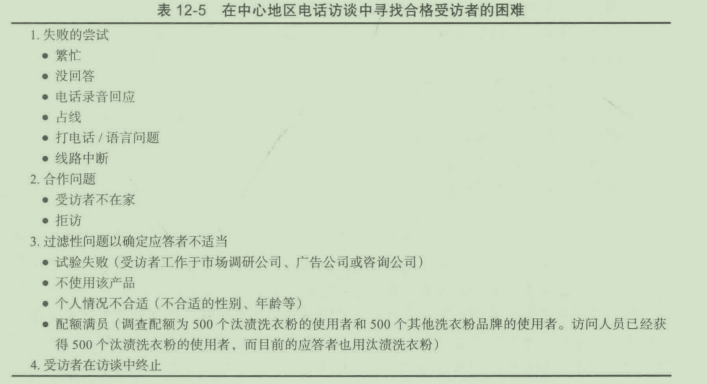 表 12-5 在中心地区电话访谈中寻找合格受访者的困难
1. 失败的尝试
● 繁忙
● 没回答
● 电话录音回应
● 占线
● 打电话 / 语言问题
● 线路中断
2. 合作问题
● 受访者不在家
● 拒访
3. 过滤性问题以确定应答者不适当
● 试验失败（受访者工作于市场调研公司、广告公司或咨询公司）
● 不使用该产品
● 个人情况不合适（不合适的性别、年龄等）
● 配额满员（调查配额为 500 个汰渍洗衣粉的使用者和 500 个其他洗衣粉品牌的使用者。访问人员已经获
得 500 个汰渍洗衣粉的使用者，而目前的应答者也用汰渍洗衣粉）
4. 受访者在访谈中终止